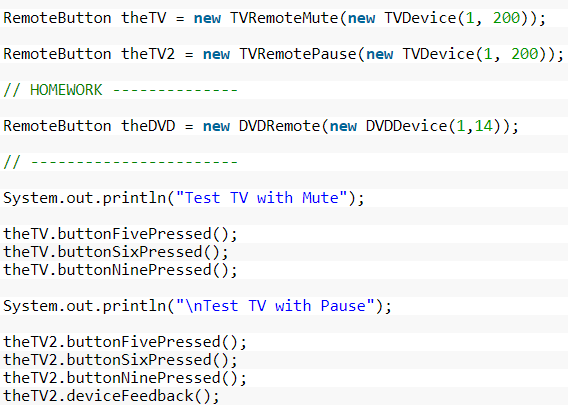 RemoteButton theTV = new TVRemoteMute(new TVDevice(1, 200));
RemoteButton theTV2 = new TVRemotePause(new TVDevice(1, 200));
// HOMEWORK --------------
RemoteButton theDVD = new DVDRemote(new DVDDevice(1,14));
// -----------------------
System.out.println("Test TV with Mute");
theTV.buttonFivePressed();
theTV.buttonSixPressed();
theTV.buttonNinePressed();
System.out.println("\nTest TV with Pause");
theTV2.buttonFivePressed();
theTV2.buttonSixPressed();
theTV2.buttonNinePressed();
theTV2.deviceFeedback();